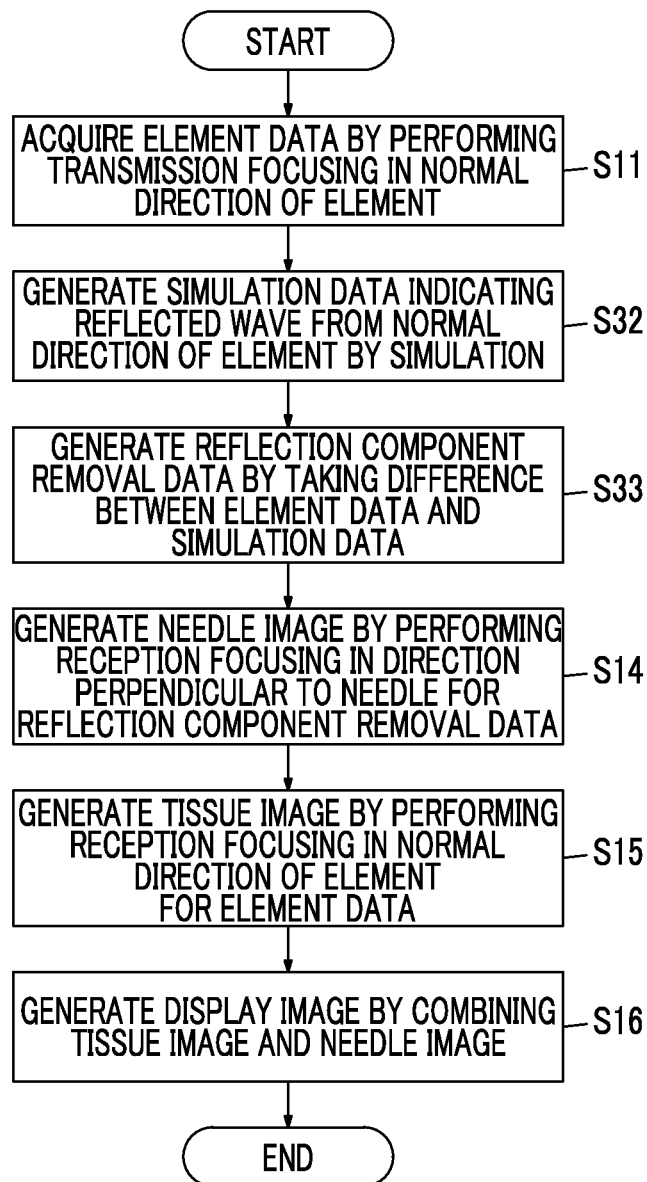 START
ACQUIRE ELEMENT DATA BY PERFORMING
TRANSMISSION FOCUSING IN NORMAL
DIRECTION OF ELEMENT
S11
GENERATE SIMULATION DATA INDICATING
REFLECTED WAVE FROM NORMAL
DIRECTION OF ELEMENT BY SIMULATION
S32
GENERATE REFLECTION COMPONENT
REMOVAL DATA BY TAKING DIFFERENCE
BETWEEN ELEMENT DATA AND
SIMULATION DATA
S33
GENERATE NEEDLE IMAGE BY PERFORMING
RECEPTION FOCUSING IN DIRECTION
PERPENDICULAR TO NEEDLE FOR
REFLECTION COMPONENT REMOVAL DATA
S14
GENERATE TISSUE IMAGE BY PERFORMING
RECEPTION FOCUSING IN NORMAL
DIRECTION OF ELEMENT
FOR ELEMENT DATA
S15
GENERATE DISPLAY IMAGE BY COMBINING
TISSUE IMAGE AND NEEDLE IMAGE
S16
END